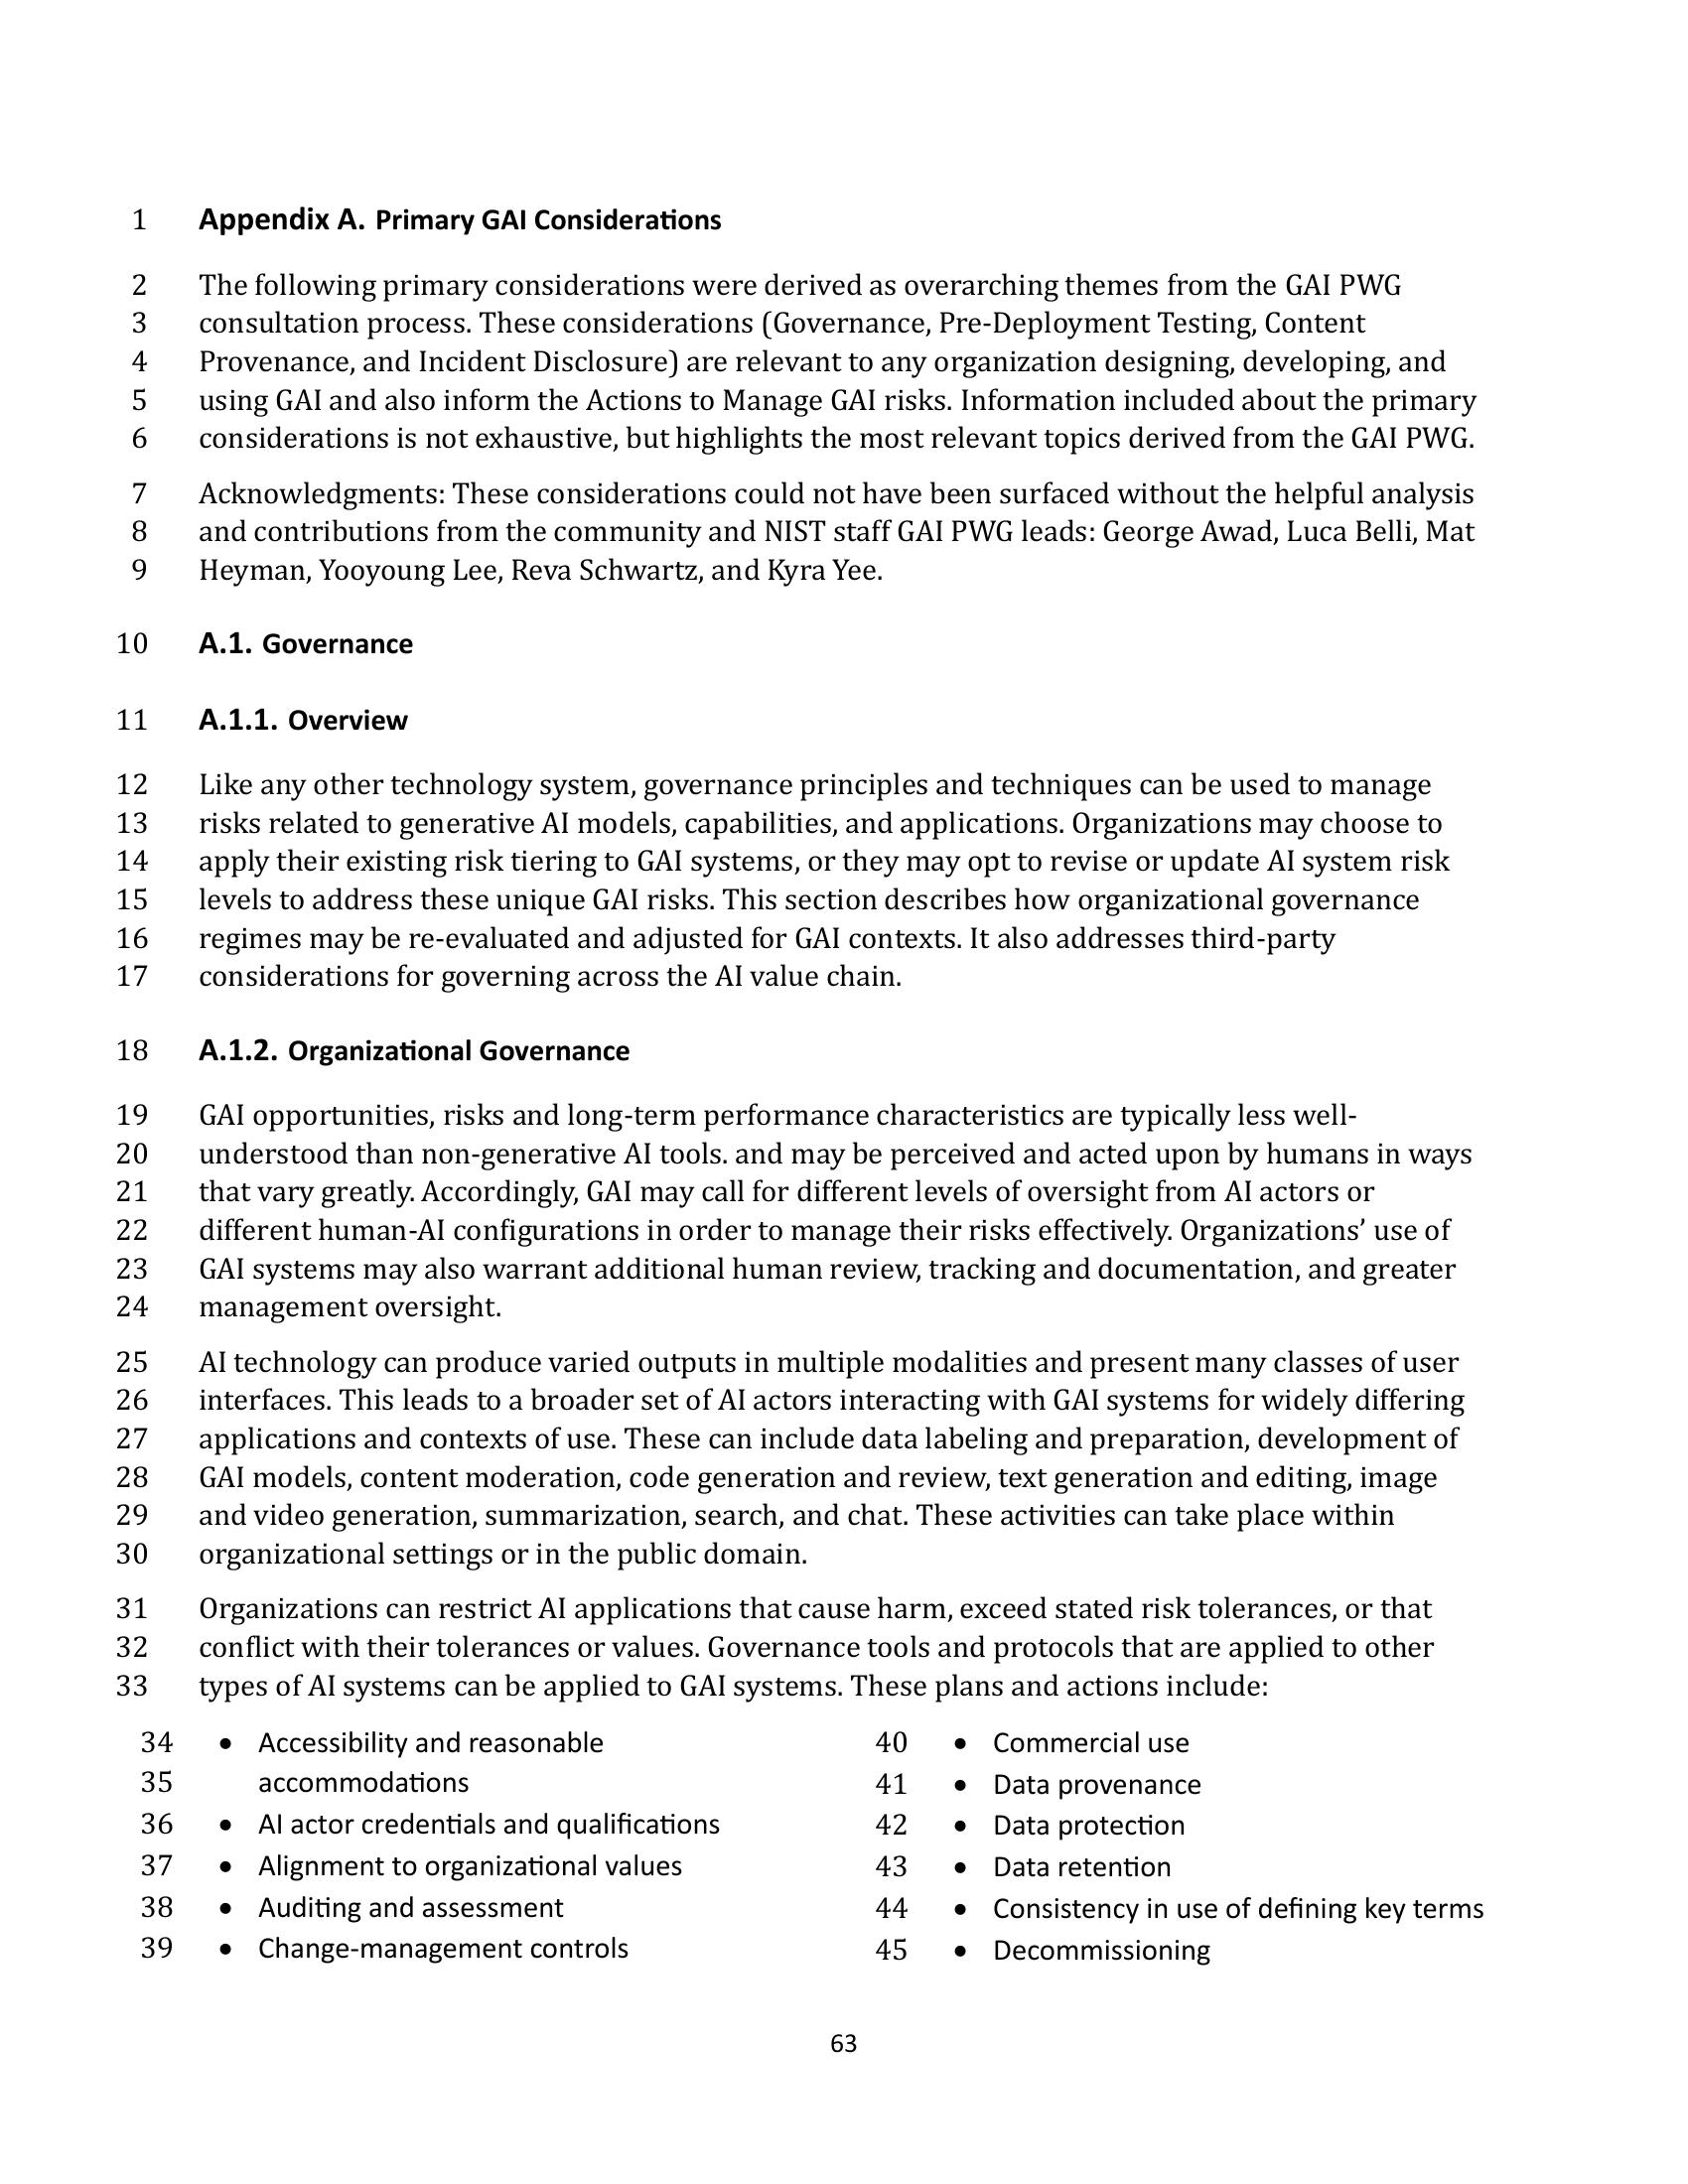 1 Appendix A. Primary GAI Considerations
2 The following primary considerations were derived as overarching themes from the GAI PWG
3 consultation process. These considerations (Governance, Pre-Deployment Testing, Content
4 Provenance, and Incident Disclosure) are relevant to any organization designing, developing, and
5 using GAI and also inform the Actions to Manage GAI risks. Information included about the primary
6 considerations is not exhaustive, but highlights the most relevant topics derived from the GAI PWG.
7 Acknowledgments: These considerations could not have been surfaced without the helpful analysis
8 and contributions from the community and NIST staff GAI PWG leads: George Awad, Luca Belli, Mat
9 Heyman, Yooyoung Lee, Reva Schwartz, and Kyra Yee.
10 A.1. Governance
11 A.1.1. Overview
12 Like any other technology system, governance principles and techniques can be used to manage
13 risks related to generative AI models, capabilities, and applications. Organizations may choose to
14 apply their existing risk tiering to GAI systems, or they may opt to revise or update AI system risk
15 levels to address these unique GAI risks. This section describes how organizational governance
16 regimes may be re-evaluated and adjusted for GAI contexts. It also addresses third-party
17 considerations for governing across the AI value chain.
18 A.1.2. Organizational Governance
19 GAI opportunities, risks and long-term performance characteristics are typically less well-
20 understood than non-generative AI tools. and may be perceived and acted upon by humans in ways
21 that vary greatly. Accordingly, GAI may call for different levels of oversight from AI actors or
22 different human-AI configurations in order to manage their risks effectively. Organizations’ use of
23 GAI systems may also warrant additional human review, tracking and documentation, and greater
24 management oversight.
25 AI technology can produce varied outputs in multiple modalities and present many classes of user
26 interfaces. This leads to a broader set of AI actors interacting with GAI systems for widely differing
27 applications and contexts of use. These can include data labeling and preparation, development of
28 GAI models, content moderation, code generation and review, text generation and editing, image
29 and video generation, summarization, search, and chat. These activities can take place within
30 organizational settings or in the public domain.
31 Organizations can restrict AI applications that cause harm, exceed stated risk tolerances, or that
32 conflict with their tolerances or values. Governance tools and protocols that are applied to other
33 types of AI systems can be applied to GAI systems. These plans and actions include:
34 • Accessibility and reasonable
35 accommodations
36 • AI actor credentials and qualifications
37 • Alignment to organizational values
38 • Auditing and assessment
39 • Change-management controls
40 • Commercial use
41 • Data provenance
42 • Data protection
43 • Data retention
44 • Consistency in use of defining key terms
45 • Decommissioning
63